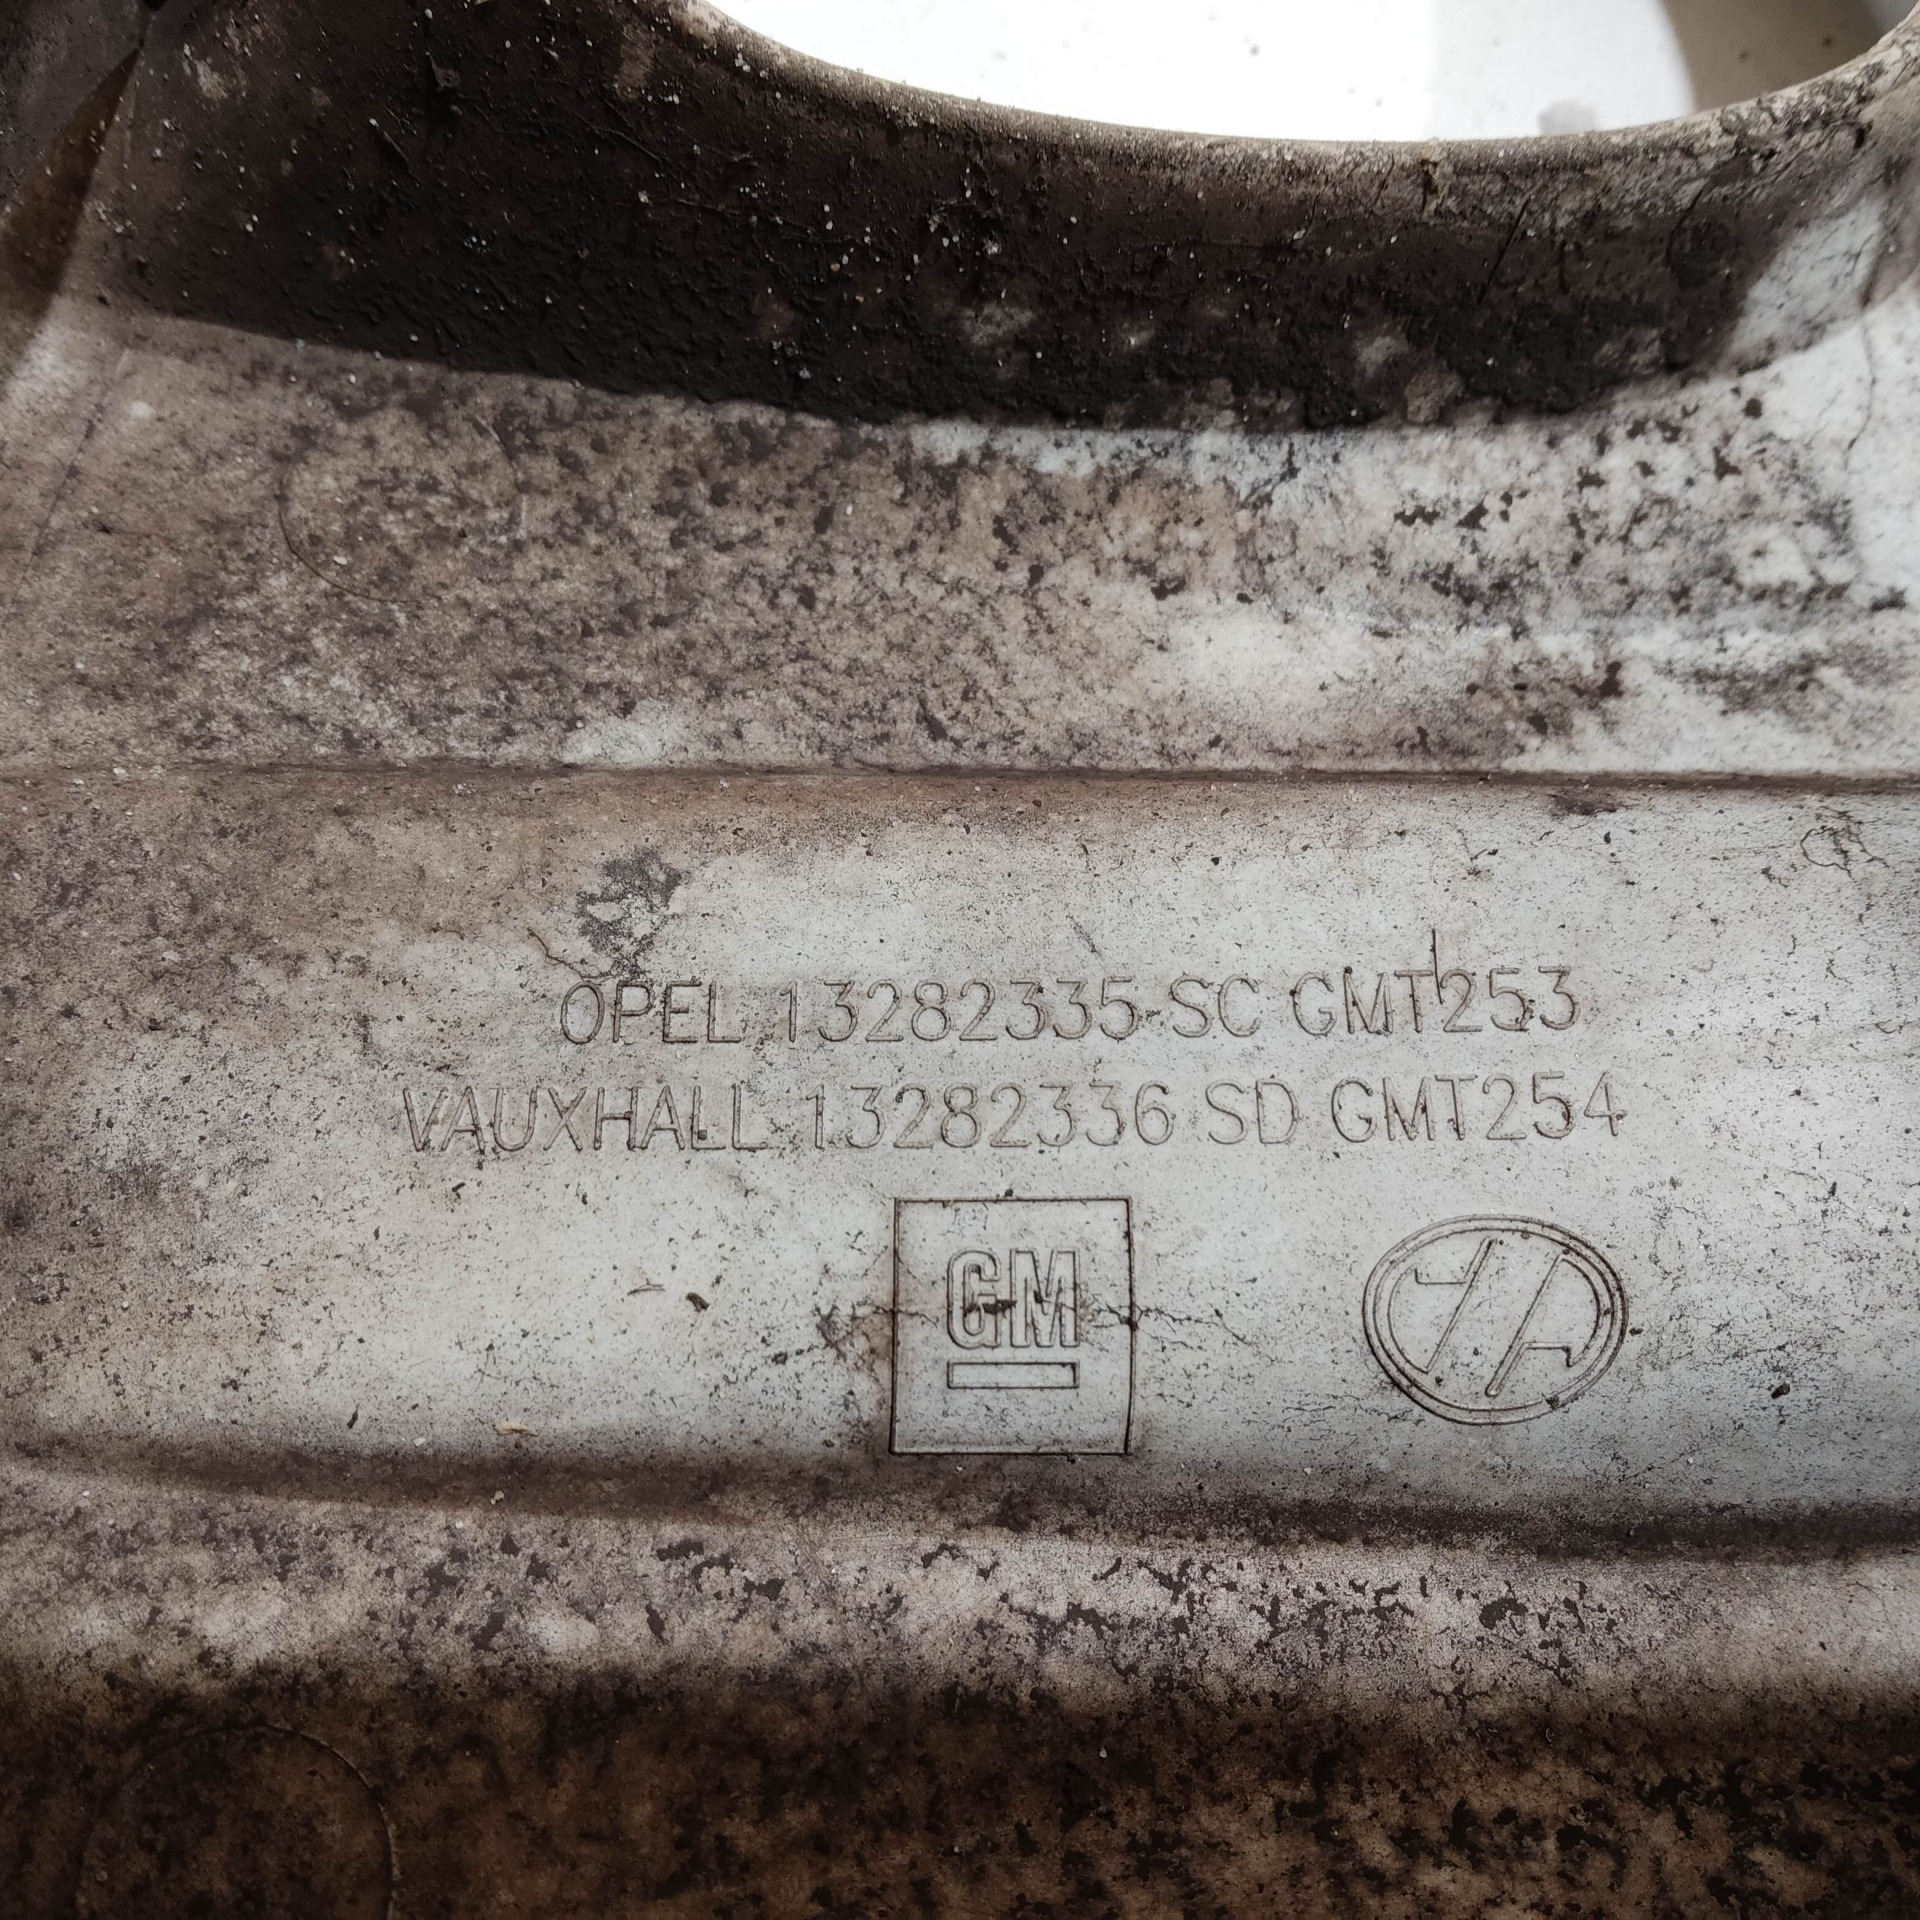 OPEL 13282335 SC GMT253
VAUXHALL 13282336 SD GMT254
GM